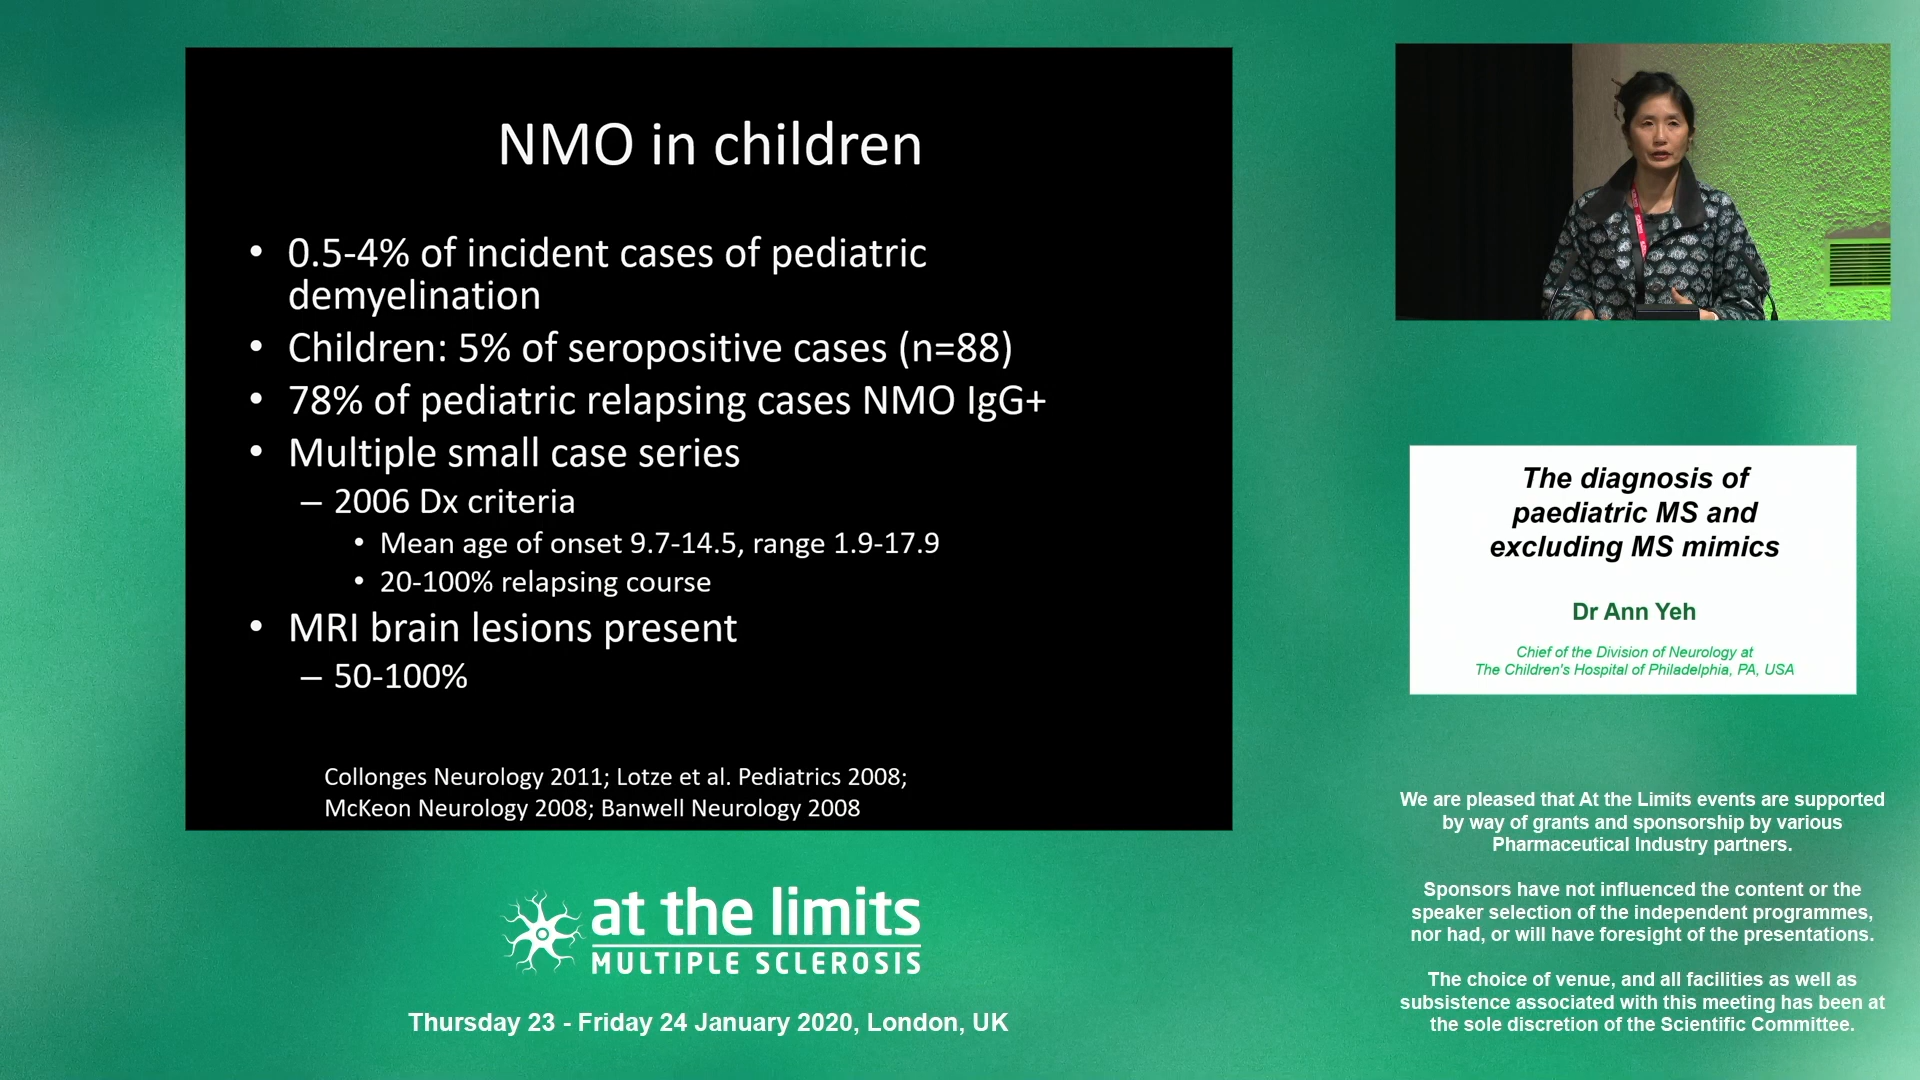 NMO in children
• 0.5-4% of incident cases of pediatric
demyelination
• Children: 5% of seropositive cases (n=88)
• 78% of pediatric relapsing cases NMO IgG+
• Multiple small case series
– 2006 Dx criteria
• Mean age of onset 9.7-14.5, range 1.9-17.9
• 20-100% relapsing course
• MRI brain lesions present
– 50-100%
Collonges Neurology 2011; Lotze et al. Pediatrics 2008;
McKeon Neurology 2008; Banwell Neurology 2008
at the limits
MULTIPLE SCLEROSIS
Thursday 23 - Friday 24 January 2020, London, UK
The diagnosis of
paediatric MS and
excluding MS mimics
Dr Ann Yeh
Chief of the Division of Neurology at
The Children's Hospital of Philadelphia, PA, USA
We are pleased that At the Limits events are supported
by way of grants and sponsorship by various
Pharmaceutical Industry partners.
Sponsors have not influenced the content or the
speaker selection of the independent programmes,
nor had, or will have foresight of the presentations.
The choice of venue, and all facilities as well as
subsistence associated with this meeting has been at
the sole discretion of the Scientific Committee.